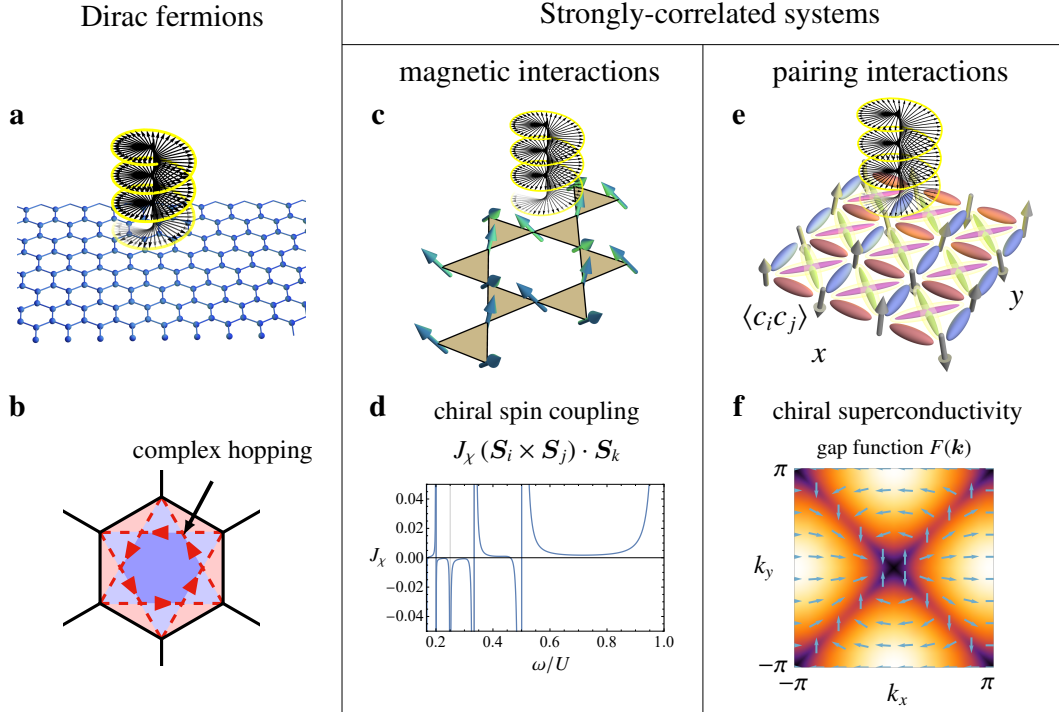 Dirac fermions
Strongly-correlated systems
magnetic interactions
pairing interactions
a
c
e
⟨c_i c_j⟩
x
y
b
complex hopping
d
chiral spin coupling
J_χ (S_i × S_j) · S_k
0.04
0.02
0.00
−0.02
−0.04
J_χ
0.2 0.4 0.6 0.8 1.0
ω/U
f
chiral superconductivity
gap function F(k)
π
k_y
−π
−π π
k_x